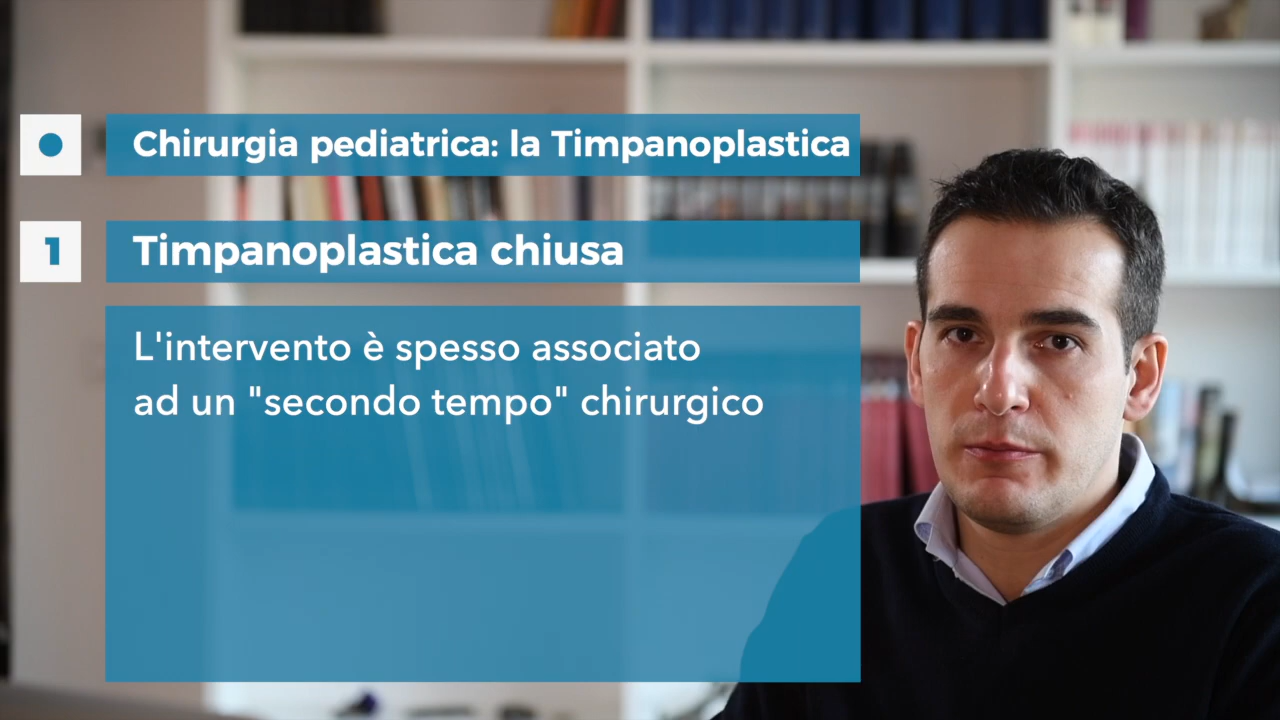 Chirurgia pediatrica: la Timpanoplastica
1
Timpanoplastica chiusa
L'intervento è spesso associato
ad un "secondo tempo" chirurgico